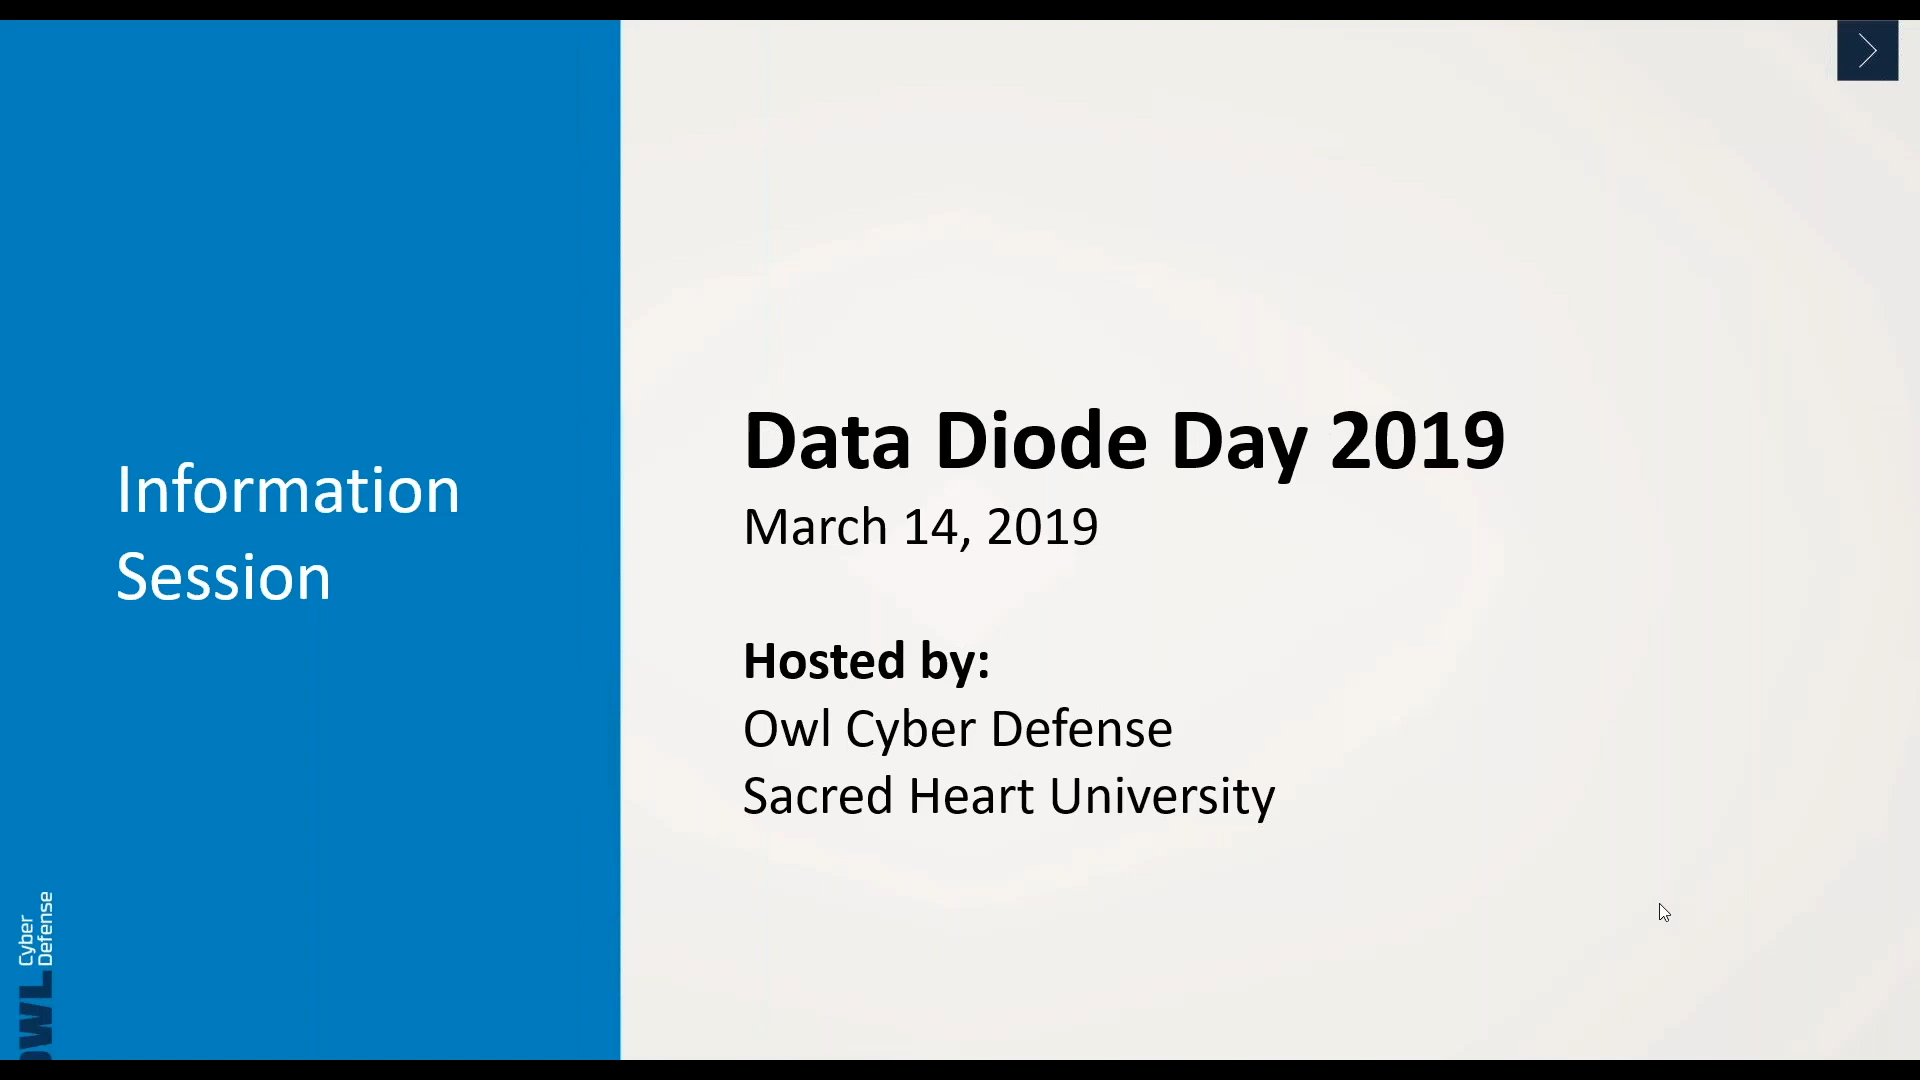 Information
Session
Data Diode Day 2019
March 14, 2019
Hosted by:
Owl Cyber Defense
Sacred Heart University
OWL
Cyber
Defense